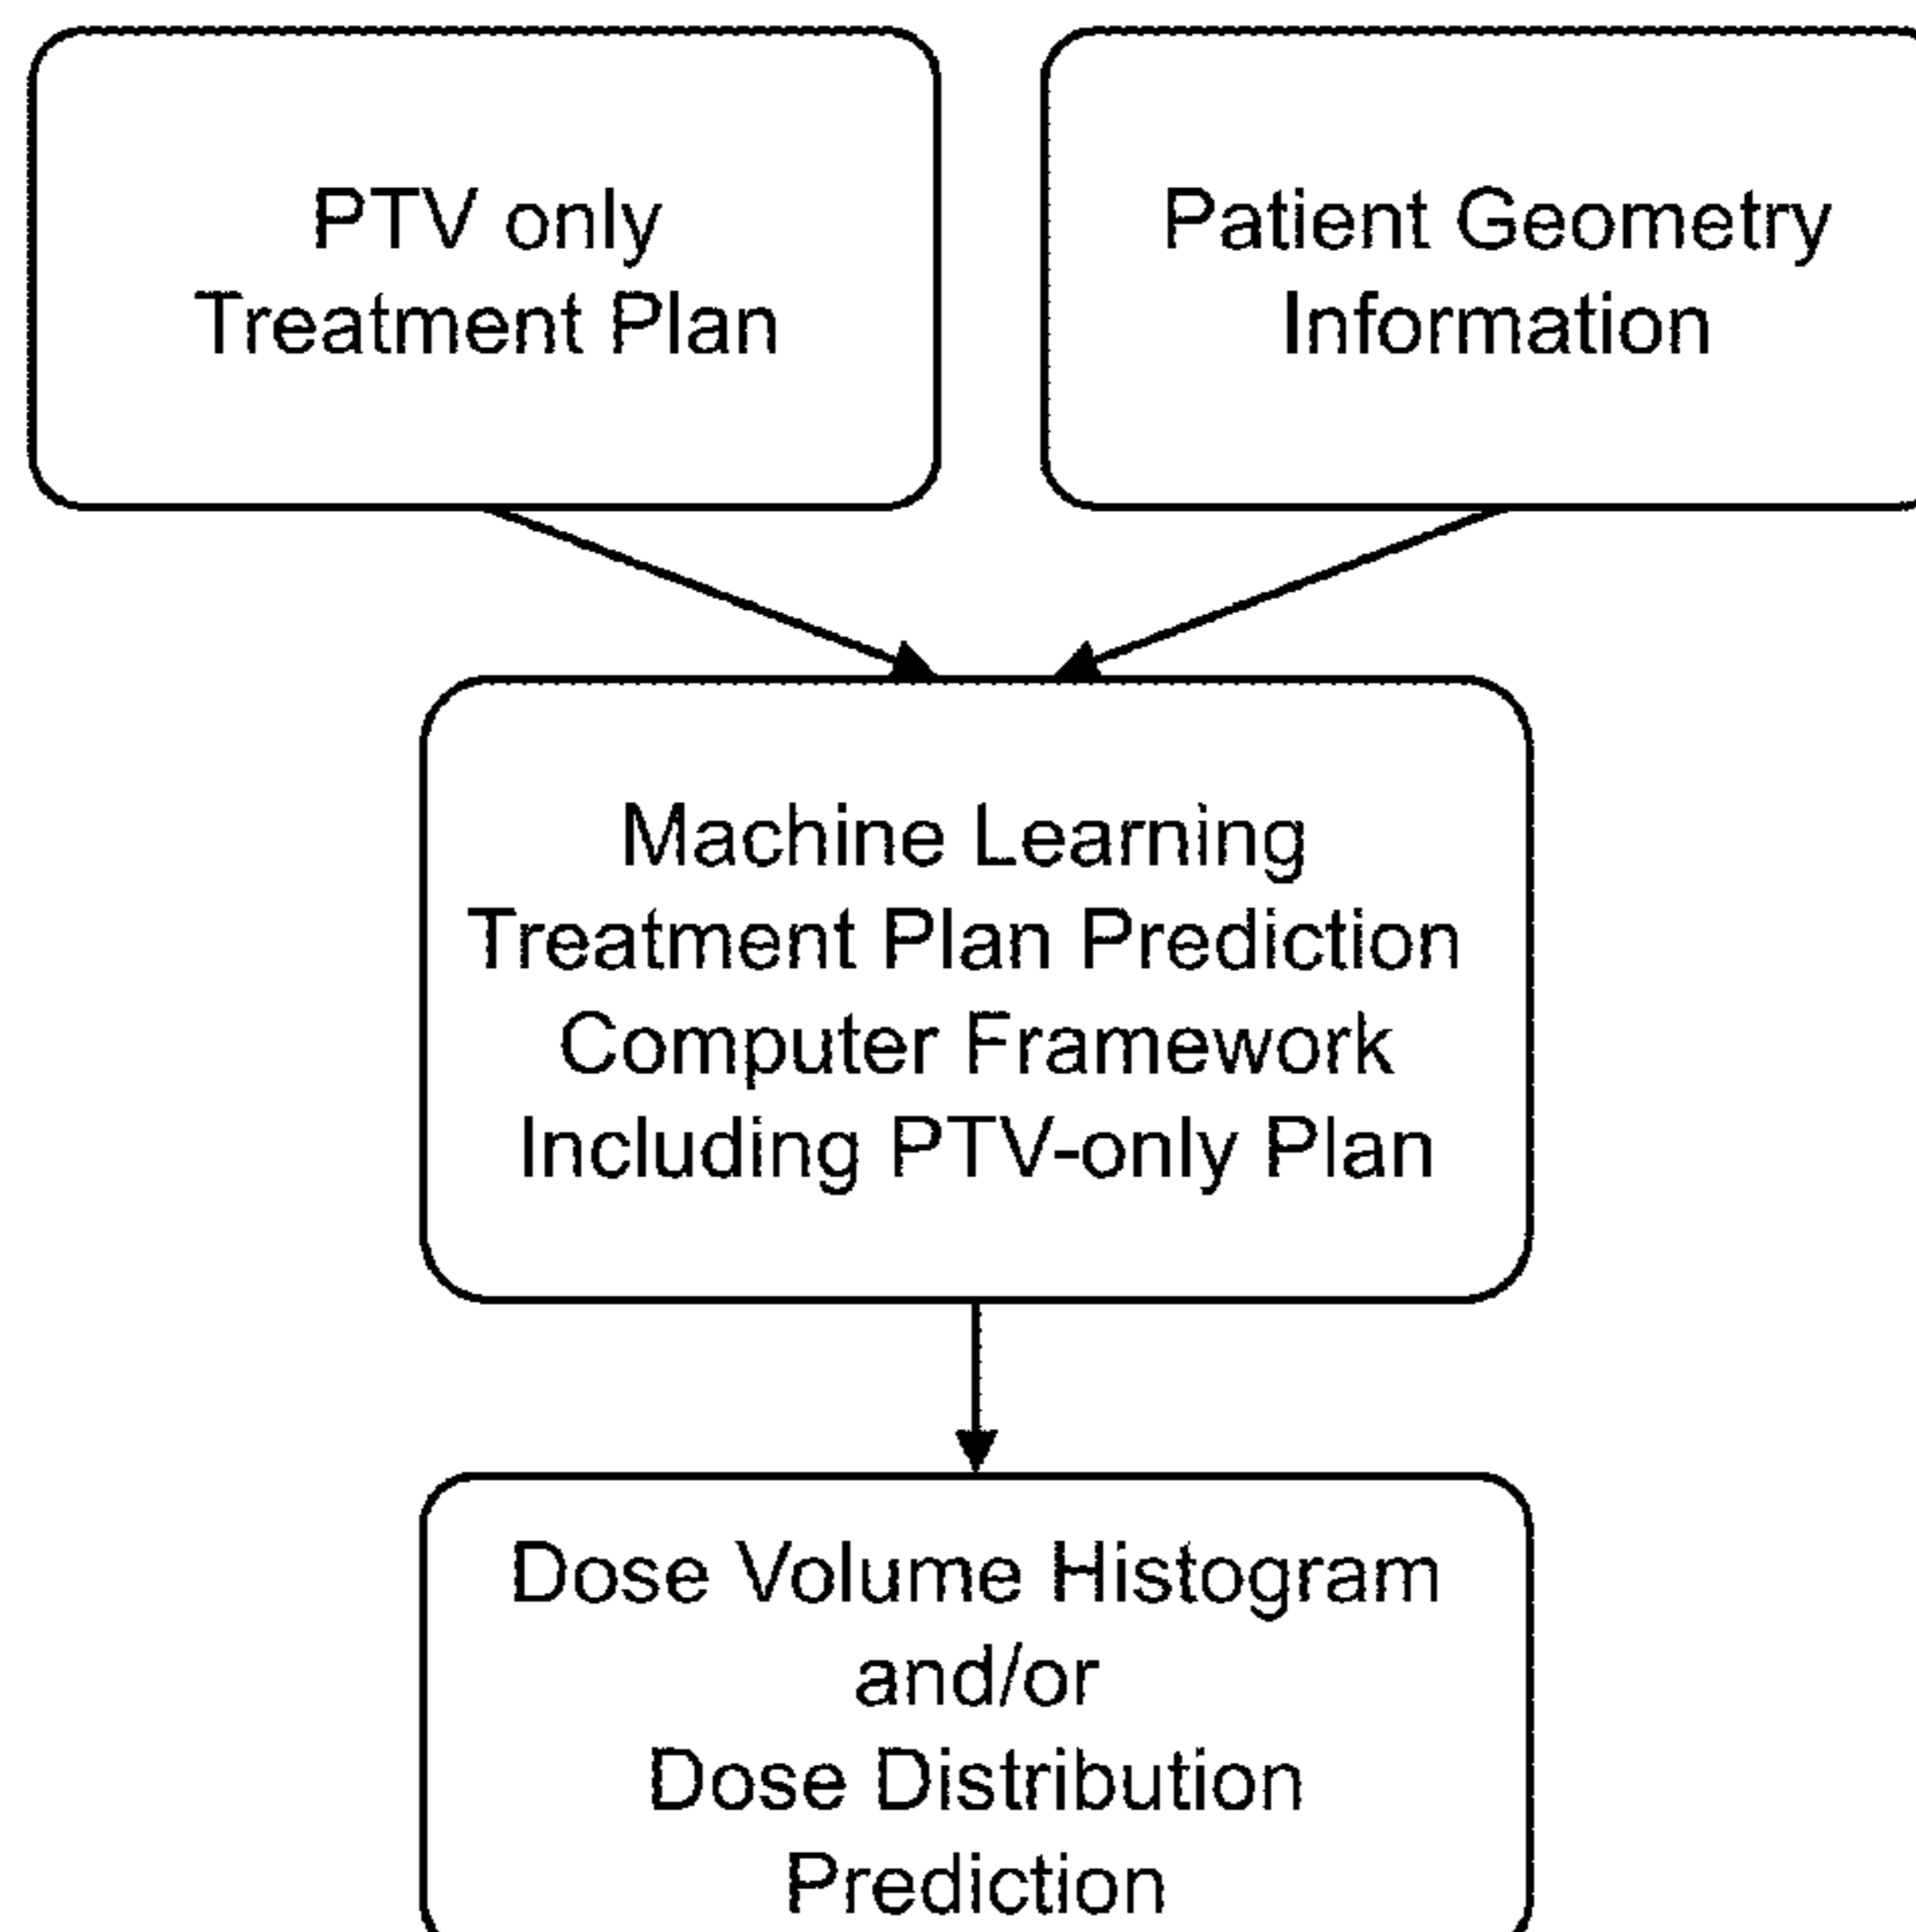 PTV only
Treatment Plan
Patient Geometry
Information
Machine Learning
Treatment Plan Prediction
Computer Framework
Including PTV-only Plan
Dose Volume Histogram
and/or
Dose Distribution
Prediction